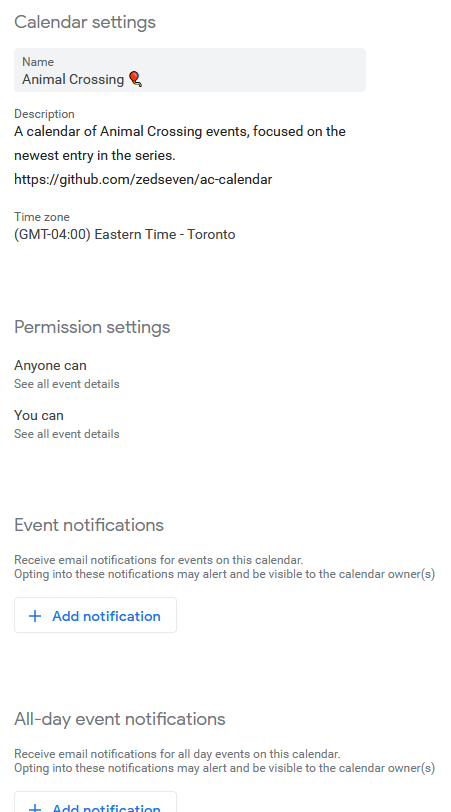 Calendar settings
Name
Animal Crossing 🎈
Description
A calendar of Animal Crossing events, focused on the
newest entry in the series.
https://github.com/zedseven/ac-calendar
Time zone
(GMT-04:00) Eastern Time - Toronto
Permission settings
Anyone can
See all event details
You can
See all event details
Event notifications
Receive email notifications for events on this calendar.
Opting into these notifications may alert and be visible to the calendar owner(s)
+ Add notification
All-day event notifications
Receive email notifications for all day events on this calendar.
Opting into these notifications may alert and be visible to the calendar owner(s)
+ Add notification